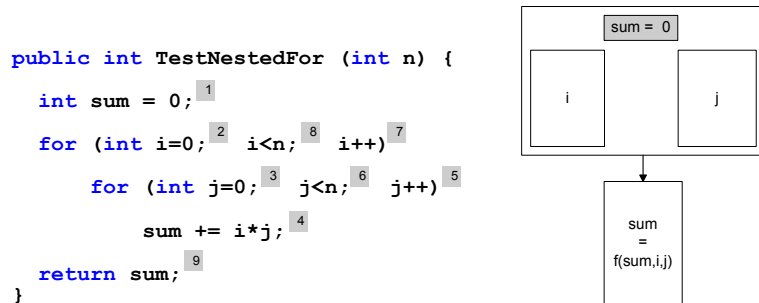 public int TestNestedFor (int n) {
int sum = 0; 1
for (int i=0; 2 i<n; 8 i++) 7
for (int j=0; 3 j<n; 6 j++) 5
sum += i*j; 4
return sum; 9
}
sum = 0
i
j
sum
=
f(sum,i,j)